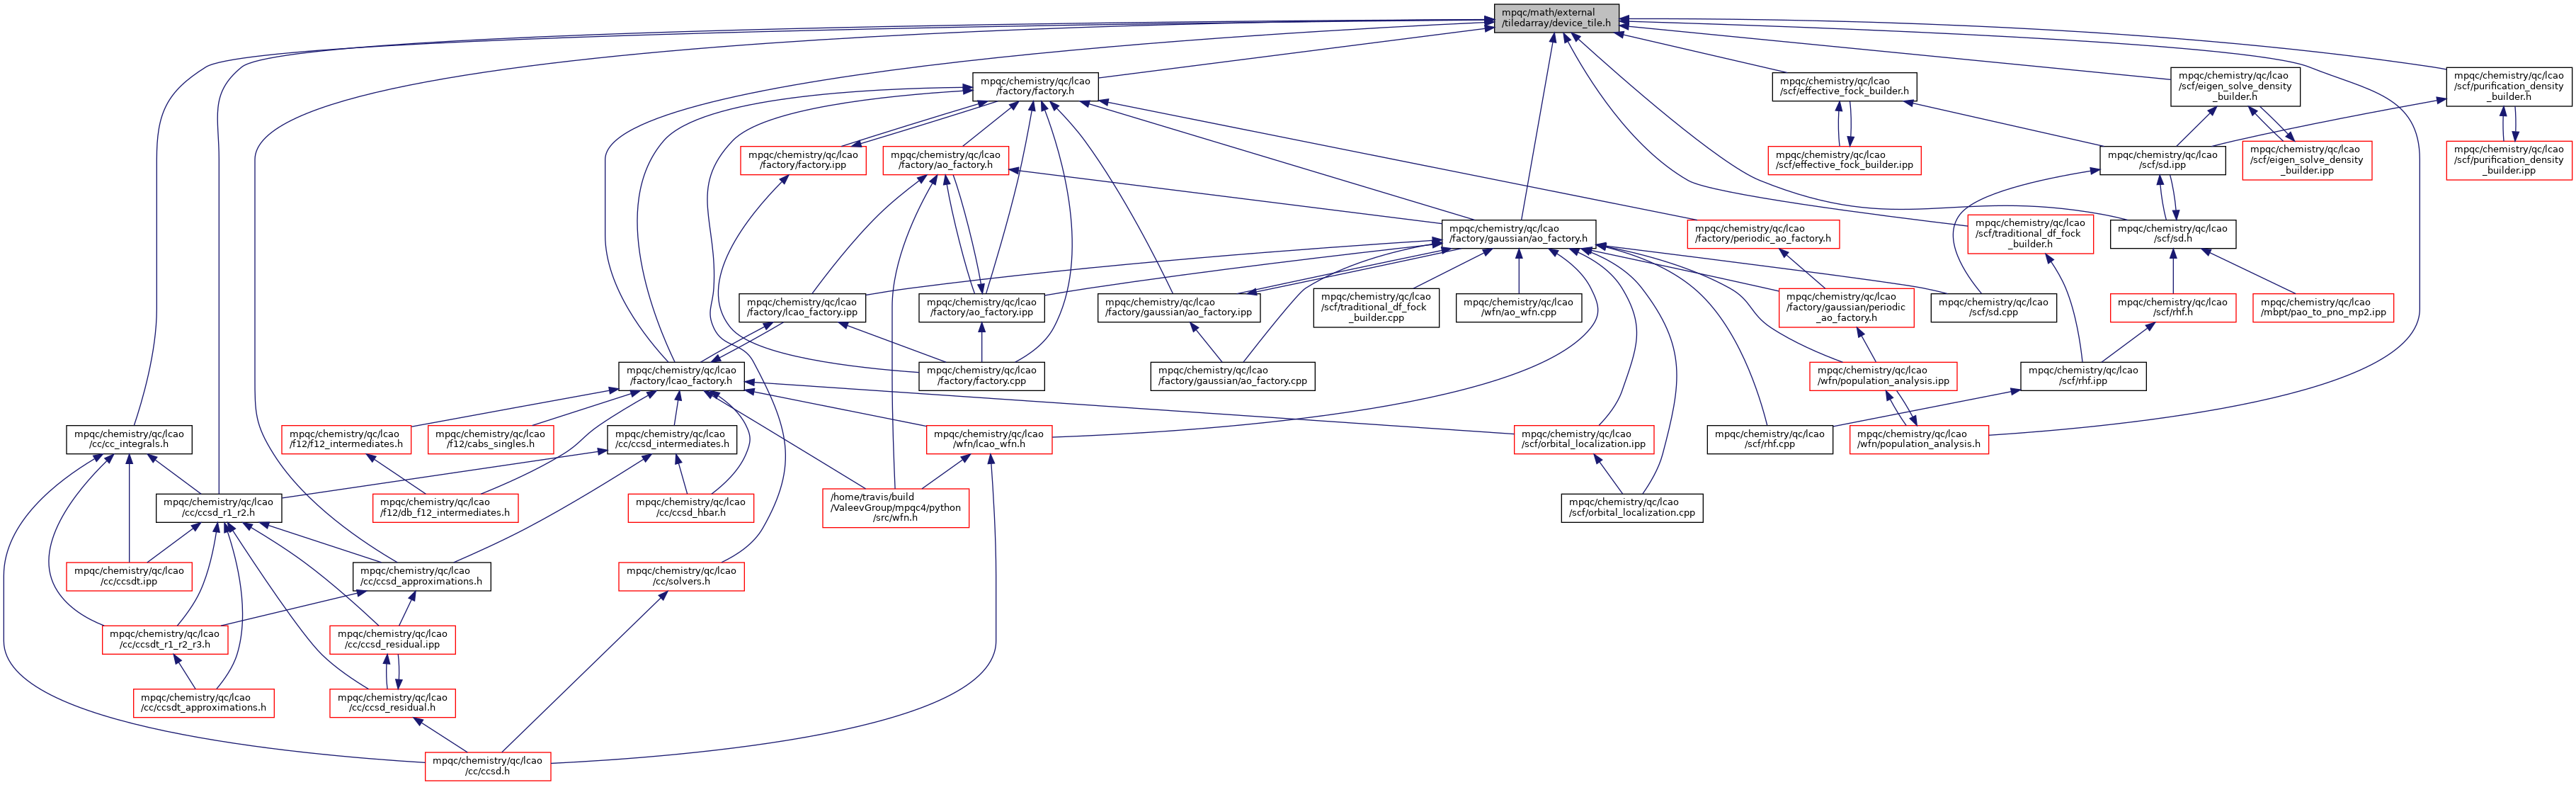 mpqc/math/external
/tiledarray/device_tile.h
mpqc/chemistry/qc/lcao
/factory/factory.h
mpqc/chemistry/qc/lcao
/scf/effective_fock_builder.h
mpqc/chemistry/qc/lcao
/scf/eigen_solve_density
_builder.h
mpqc/chemistry/qc/lcao
/scf/purification_density
_builder.h
mpqc/chemistry/qc/lcao
/factory/factory.ipp
mpqc/chemistry/qc/lcao
/factory/ao_factory.h
mpqc/chemistry/qc/lcao
/scf/effective_fock_builder.ipp
mpqc/chemistry/qc/lcao
/scf/sd.ipp
mpqc/chemistry/qc/lcao
/scf/eigen_solve_density
_builder.ipp
mpqc/chemistry/qc/lcao
/scf/purification_density
_builder.ipp
mpqc/chemistry/qc/lcao
/factory/gaussian/ao_factory.h
mpqc/chemistry/qc/lcao
/factory/periodic_ao_factory.h
mpqc/chemistry/qc/lcao
/scf/traditional_df_fock
_builder.h
mpqc/chemistry/qc/lcao
/scf/sd.h
mpqc/chemistry/qc/lcao
/factory/lcao_factory.ipp
mpqc/chemistry/qc/lcao
/factory/ao_factory.ipp
mpqc/chemistry/qc/lcao
/factory/gaussian/ao_factory.ipp
mpqc/chemistry/qc/lcao
/scf/traditional_df_fock
_builder.cpp
mpqc/chemistry/qc/lcao
/wfn/ao_wfn.cpp
mpqc/chemistry/qc/lcao
/factory/gaussian/periodic
_ao_factory.h
mpqc/chemistry/qc/lcao
/scf/sd.cpp
mpqc/chemistry/qc/lcao
/scf/rhf.h
mpqc/chemistry/qc/lcao
/mbpt/pao_to_pno_mp2.ipp
mpqc/chemistry/qc/lcao
/factory/lcao_factory.h
mpqc/chemistry/qc/lcao
/factory/factory.cpp
mpqc/chemistry/qc/lcao
/factory/gaussian/ao_factory.cpp
mpqc/chemistry/qc/lcao
/wfn/population_analysis.ipp
mpqc/chemistry/qc/lcao
/scf/rhf.ipp
mpqc/chemistry/qc/lcao
/cc/cc_integrals.h
mpqc/chemistry/qc/lcao
/f12/f12_intermediates.h
mpqc/chemistry/qc/lcao
/f12/cabs_singles.h
mpqc/chemistry/qc/lcao
/cc/ccsd_intermediates.h
mpqc/chemistry/qc/lcao
/wfn/lcao_wfn.h
mpqc/chemistry/qc/lcao
/scf/orbital_localization.ipp
mpqc/chemistry/qc/lcao
/scf/rhf.cpp
mpqc/chemistry/qc/lcao
/wfn/population_analysis.h
mpqc/chemistry/qc/lcao
/cc/ccsd_r1_r2.h
mpqc/chemistry/qc/lcao
/f12/db_f12_intermediates.h
mpqc/chemistry/qc/lcao
/cc/ccsd_hbar.h
/home/travis/build
/ValeevGroup/mpqc4/python
/src/wfn.h
mpqc/chemistry/qc/lcao
/scf/orbital_localization.cpp
mpqc/chemistry/qc/lcao
/cc/ccsdt.ipp
mpqc/chemistry/qc/lcao
/cc/ccsd_approximations.h
mpqc/chemistry/qc/lcao
/cc/solvers.h
mpqc/chemistry/qc/lcao
/cc/ccsdt_r1_r2_r3.h
mpqc/chemistry/qc/lcao
/cc/ccsd_residual.ipp
mpqc/chemistry/qc/lcao
/cc/ccsdt_approximations.h
mpqc/chemistry/qc/lcao
/cc/ccsd_residual.h
mpqc/chemistry/qc/lcao
/cc/ccsd.h